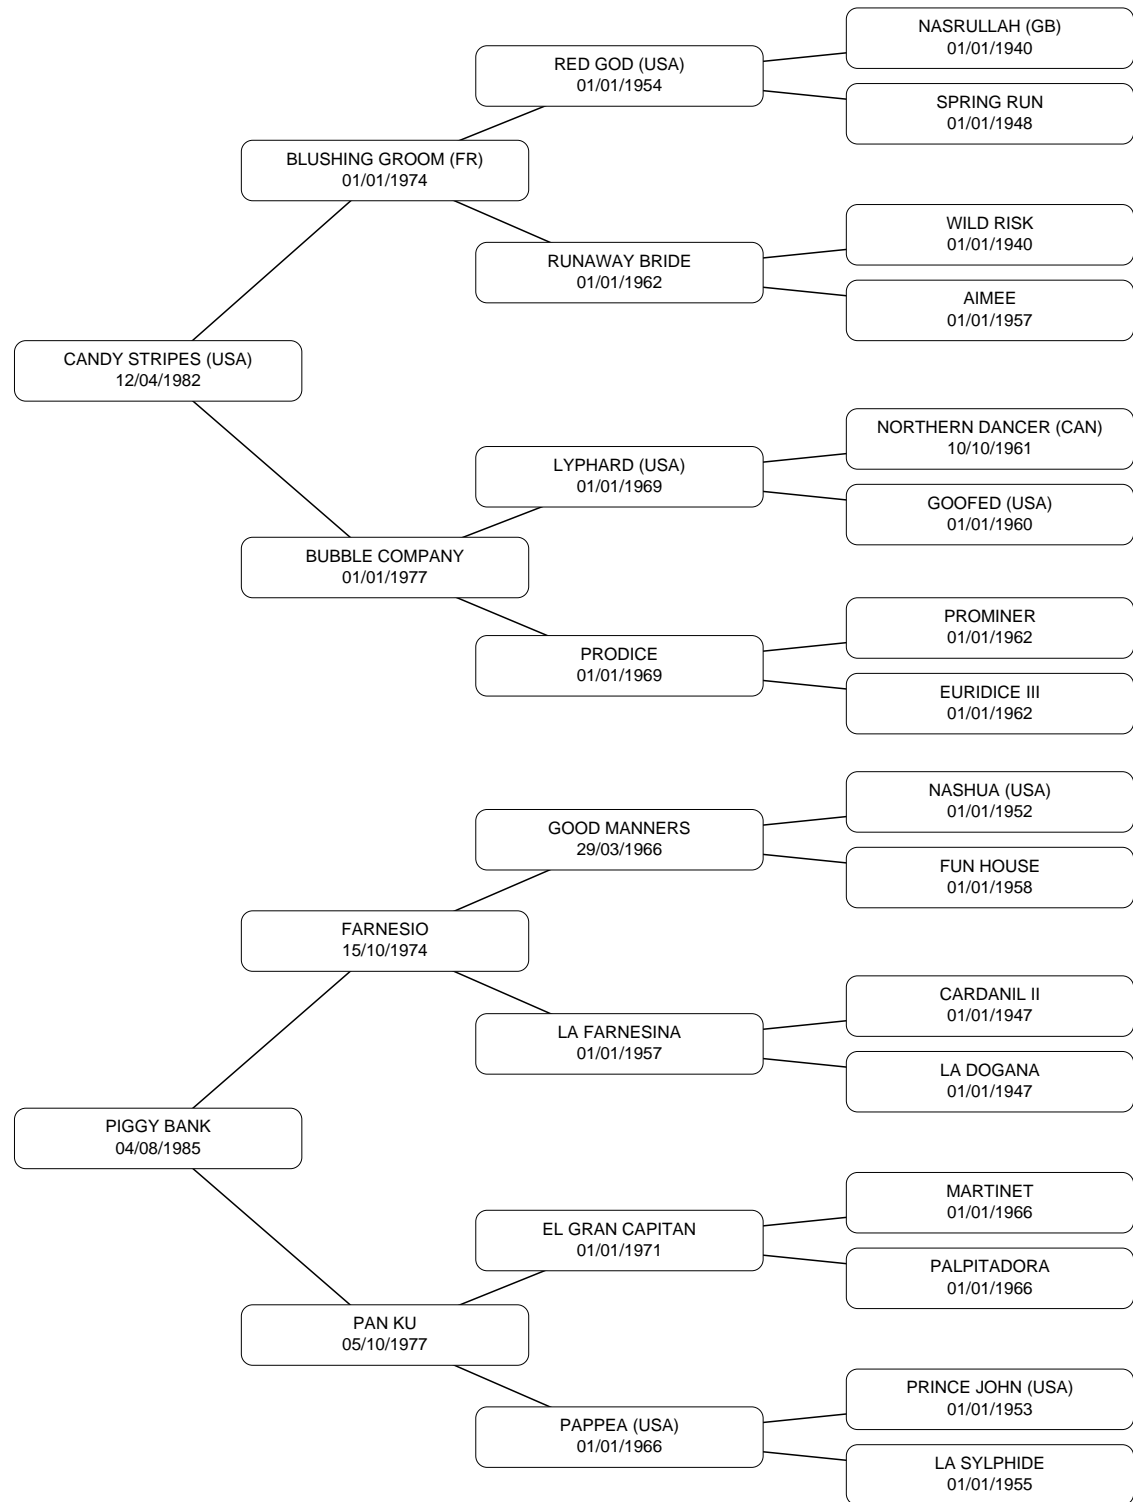 NASRULLAH (GB)
01/01/1940
RED GOD (USA)
01/01/1954
SPRING RUN
01/01/1948
BLUSHING GROOM (FR)
01/01/1974
WILD RISK
01/01/1940
RUNAWAY BRIDE
01/01/1962
AIMEE
01/01/1957
CANDY STRIPES (USA)
12/04/1982
NORTHERN DANCER (CAN)
10/10/1961
LYPHARD (USA)
01/01/1969
GOOFED (USA)
01/01/1960
BUBBLE COMPANY
01/01/1977
PROMINER
01/01/1962
PRODICE
01/01/1969
EURIDICE III
01/01/1962
NASHUA (USA)
01/01/1952
GOOD MANNERS
29/03/1966
FUN HOUSE
01/01/1958
FARNESIO
15/10/1974
CARDANIL II
01/01/1947
LA FARNESINA
01/01/1957
LA DOGANA
01/01/1947
PIGGY BANK
04/08/1985
MARTINET
01/01/1966
EL GRAN CAPITAN
01/01/1971
PALPITADORA
01/01/1966
PAN KU
05/10/1977
PRINCE JOHN (USA)
01/01/1953
PAPPEA (USA)
01/01/1966
LA SYLPHIDE
01/01/1955